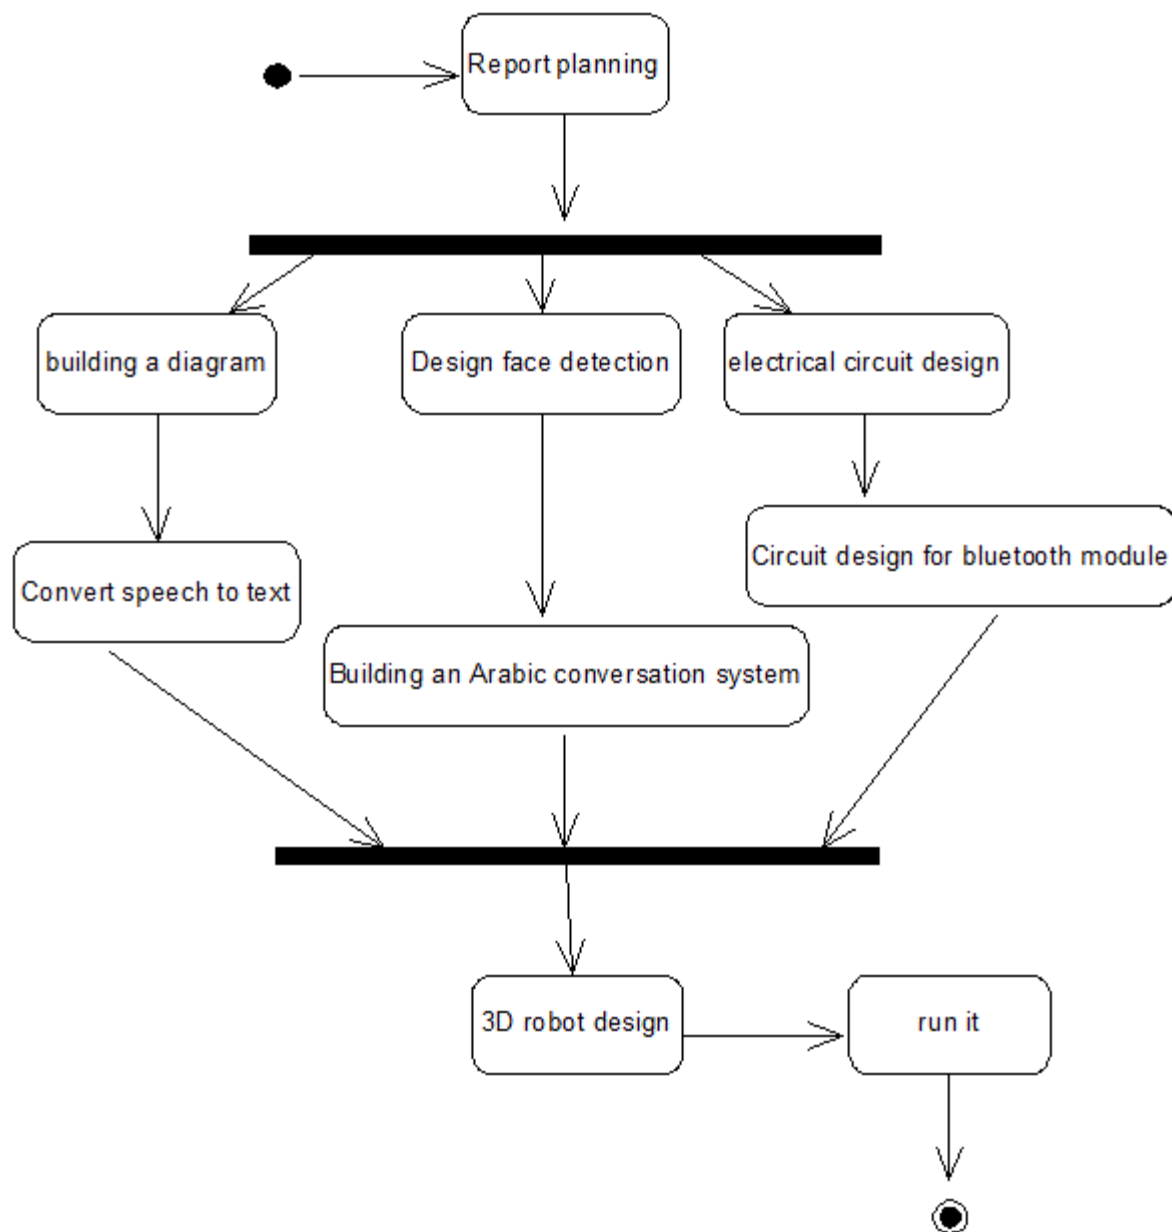 Report planning
building a diagram
Design face detection
electrical circuit design
Convert speech to text
Circuit design for bluetooth module
Building an Arabic conversation system
3D robot design
run it